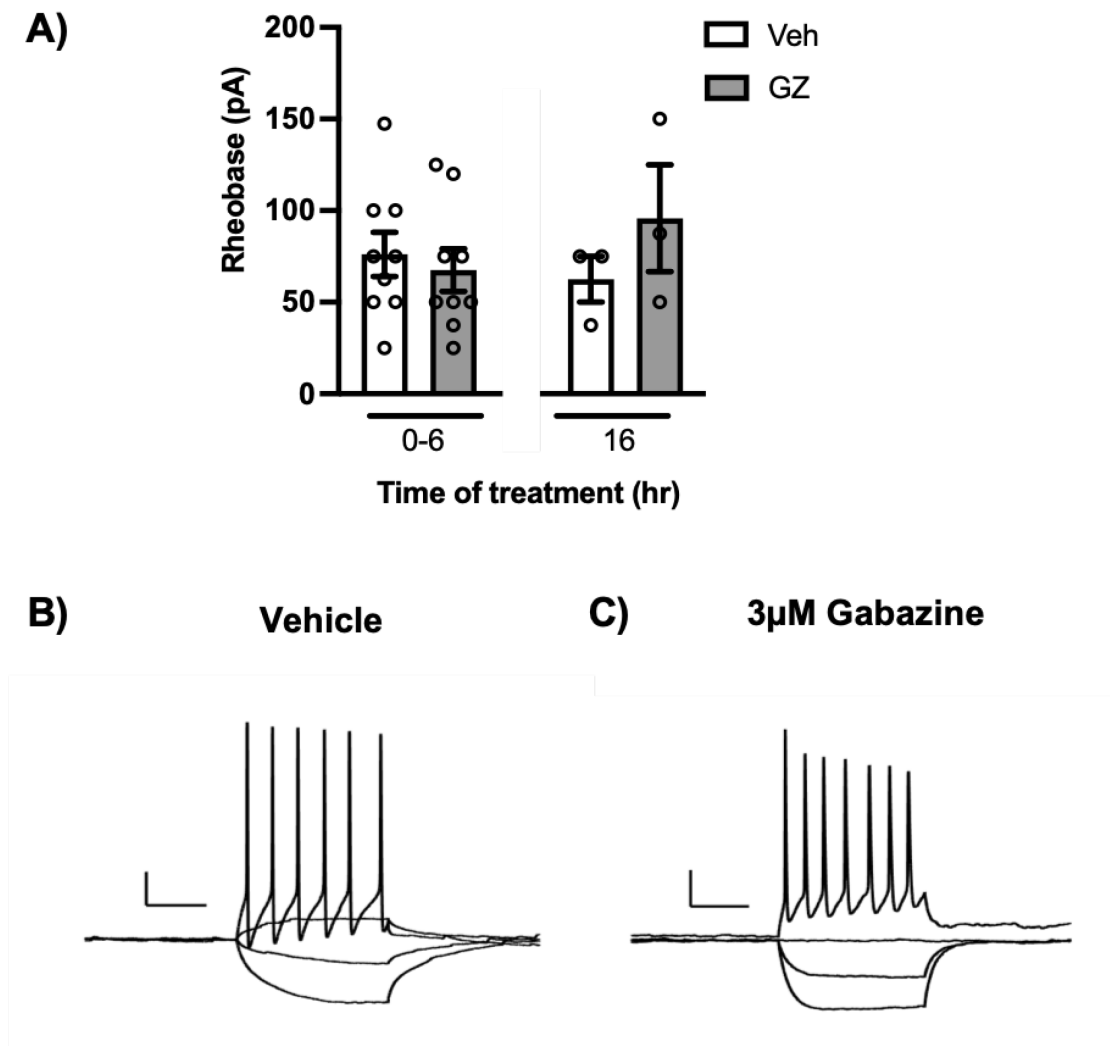 A)
200
150
100
50
0
Rheobase (pA)
Veh
GZ
0-6
16
Time of treatment (hr)
B)
Vehicle
C)
3µM Gabazine